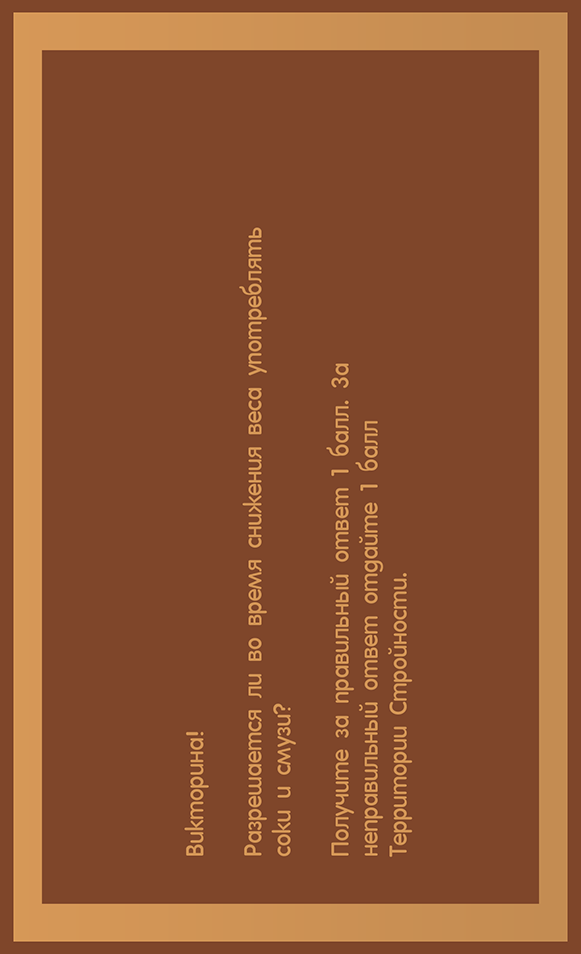 Викторина!
Разрешается ли во время снижения веса употреблять
соки и смузи?
Получите за правильный ответ 1 балл. За
неправильный ответ отдайте 1 балл
Территории Стройности.